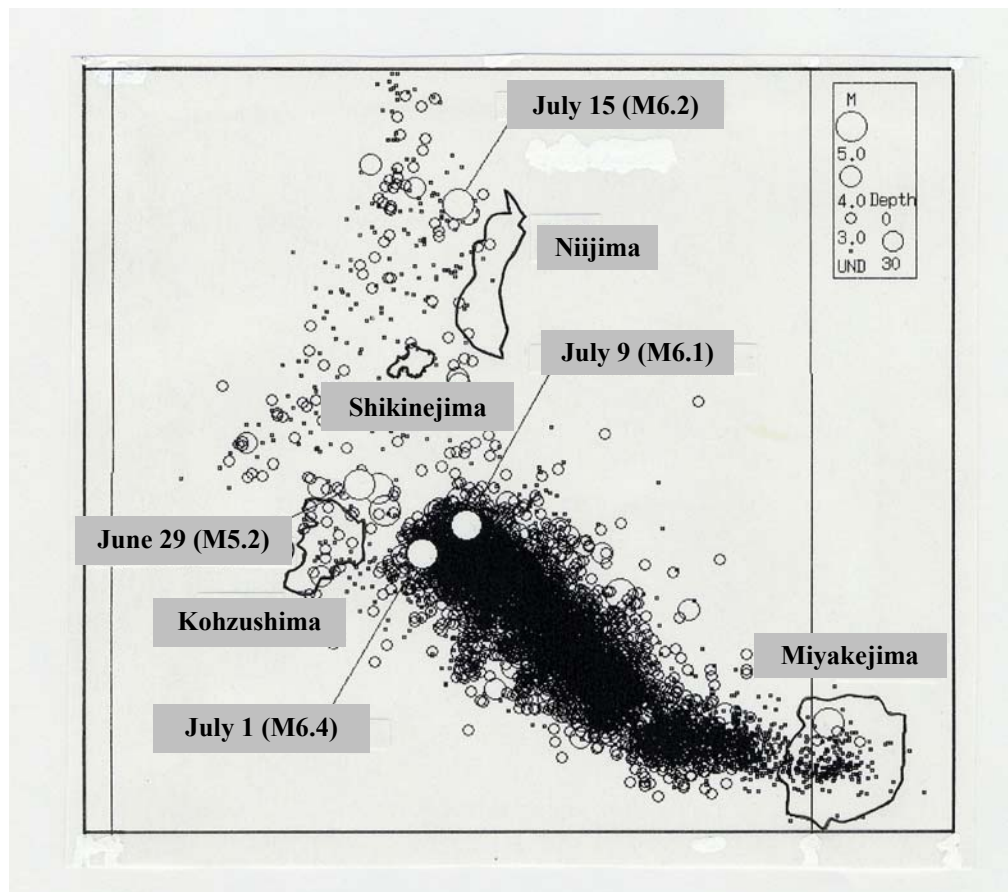 July 15 (M6.2)
M
5.0
4.0 Depth
0
3.0
UND 30
Niijima
July 9 (M6.1)
Shikinejima
June 29 (M5.2)
Kohzushima
Miyakejima
July 1 (M6.4)